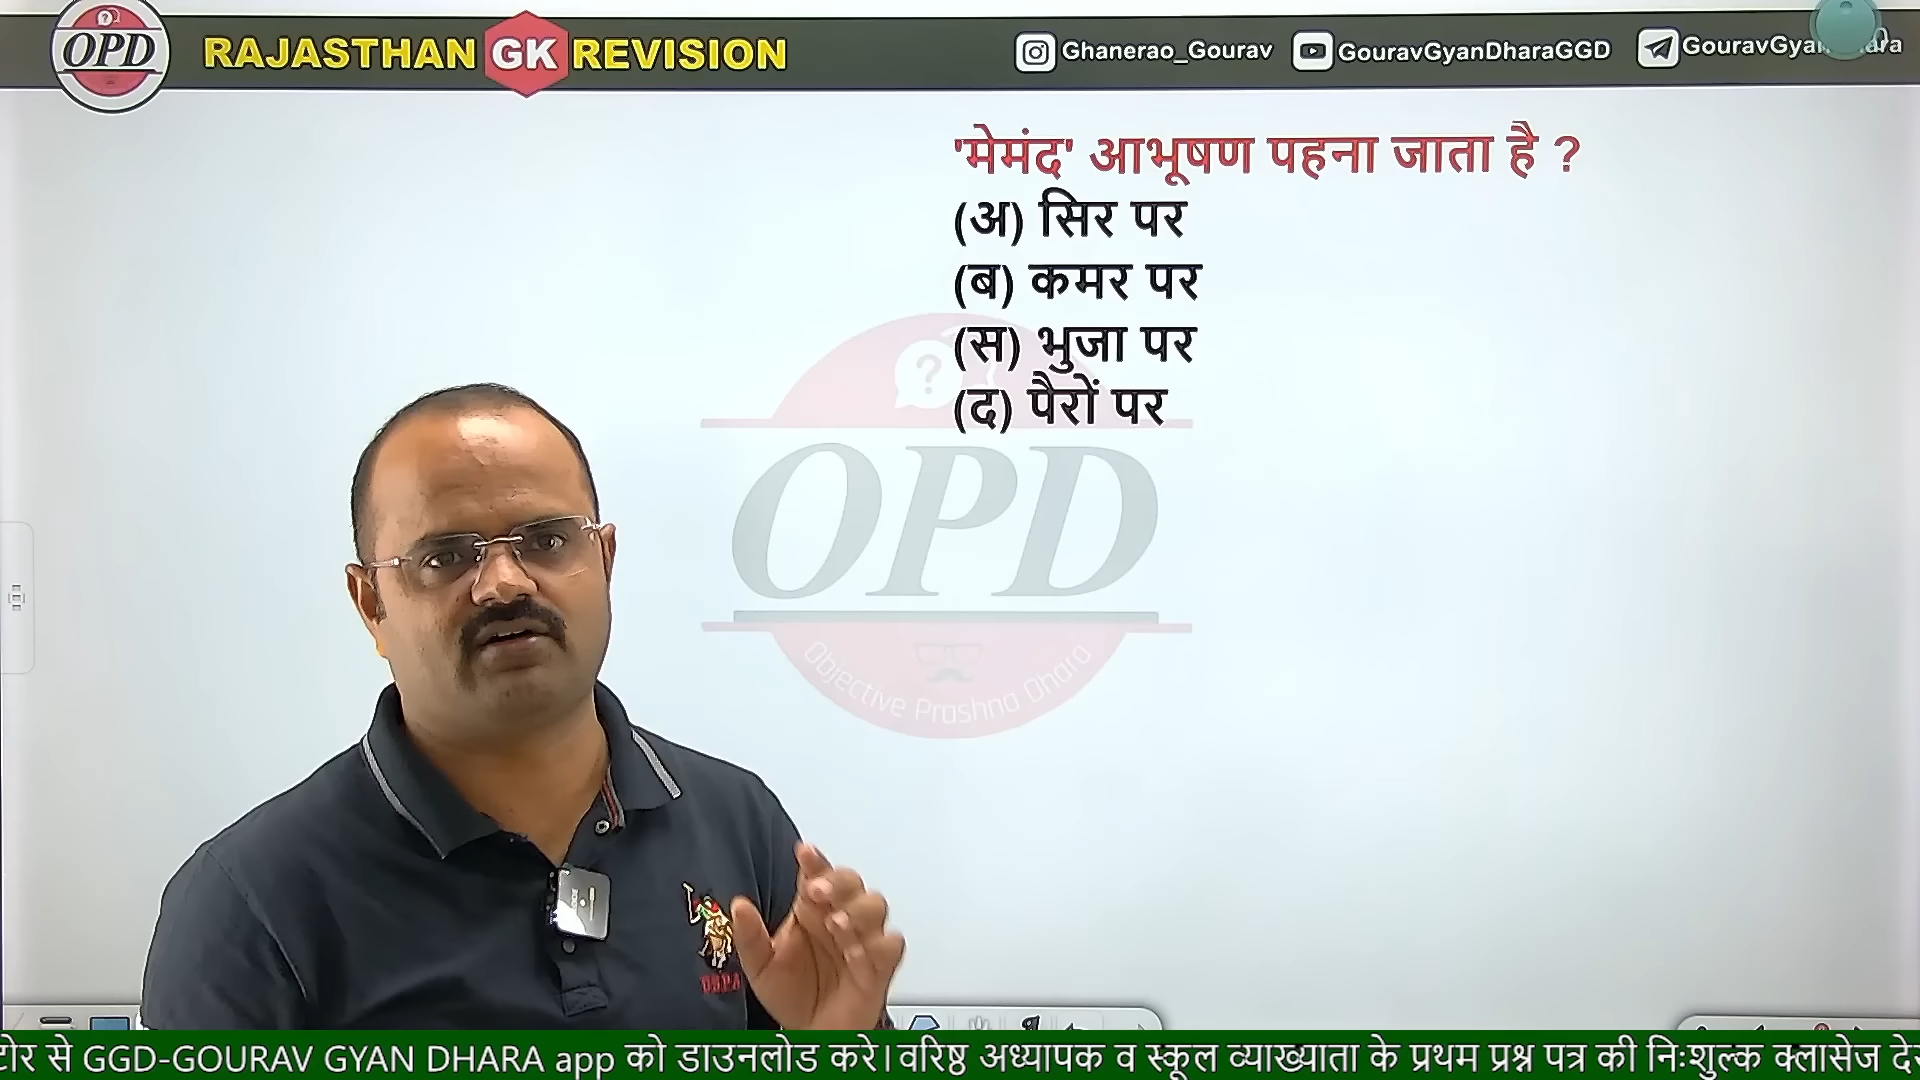 OPD
RAJASTHAN GK REVISION
Ghanerao_Gourav
GouravGyanDharaGGD
'मेमंद' आभूषण पहना जाता है ?
(अ) सिर पर
(ब) कमर पर
(स) भुजा पर
(द) पैरों पर
OPD
Objective Prashno Dhara
से GGD-GOURAV GYAN DHARA app को डाउनलोड करे। वरिष्ठ अध्यापक व स्कूल व्याख्याता के प्रथम प्रश्न पत्र की निःशुल्क क्लासेज